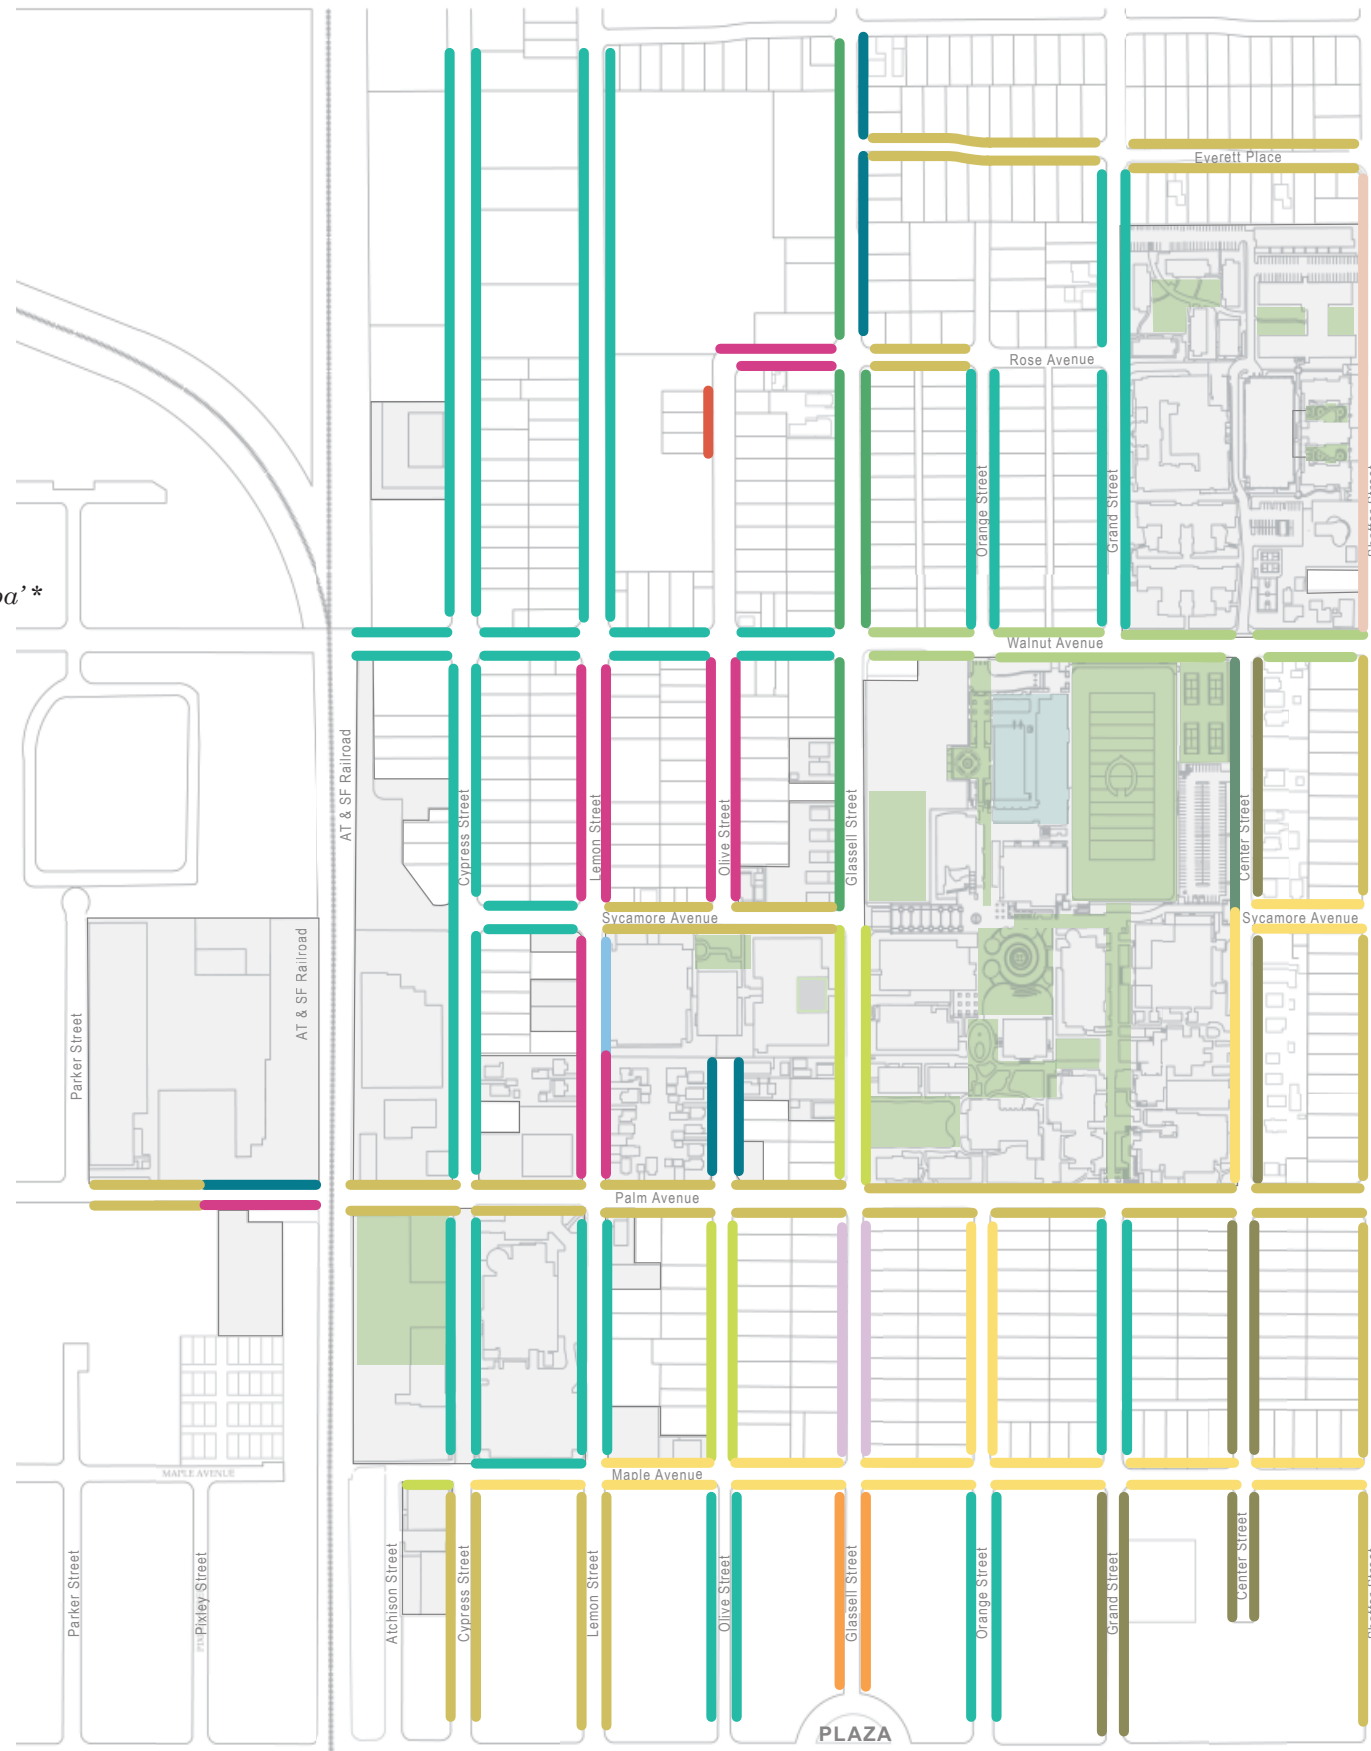 Everett Place
Rose Avenue
Orange Street
Grand Street
Walnut Avenue
AT & SF Railroad
Cypress Street
Lemon Street
Olive Street
Glassell Street
Center Street
Sycamore Avenue
Sycamore Avenue
AT & SF Railroad
Parker Street
Palm Avenue
MAPLE AVENUE
Maple Avenue
Parker Street
Pixley Street
Atchison Street
Cypress Street
Lemon Street
Olive Street
Glassell Street
Orange Street
Grand Street
Center Street
PLAZA